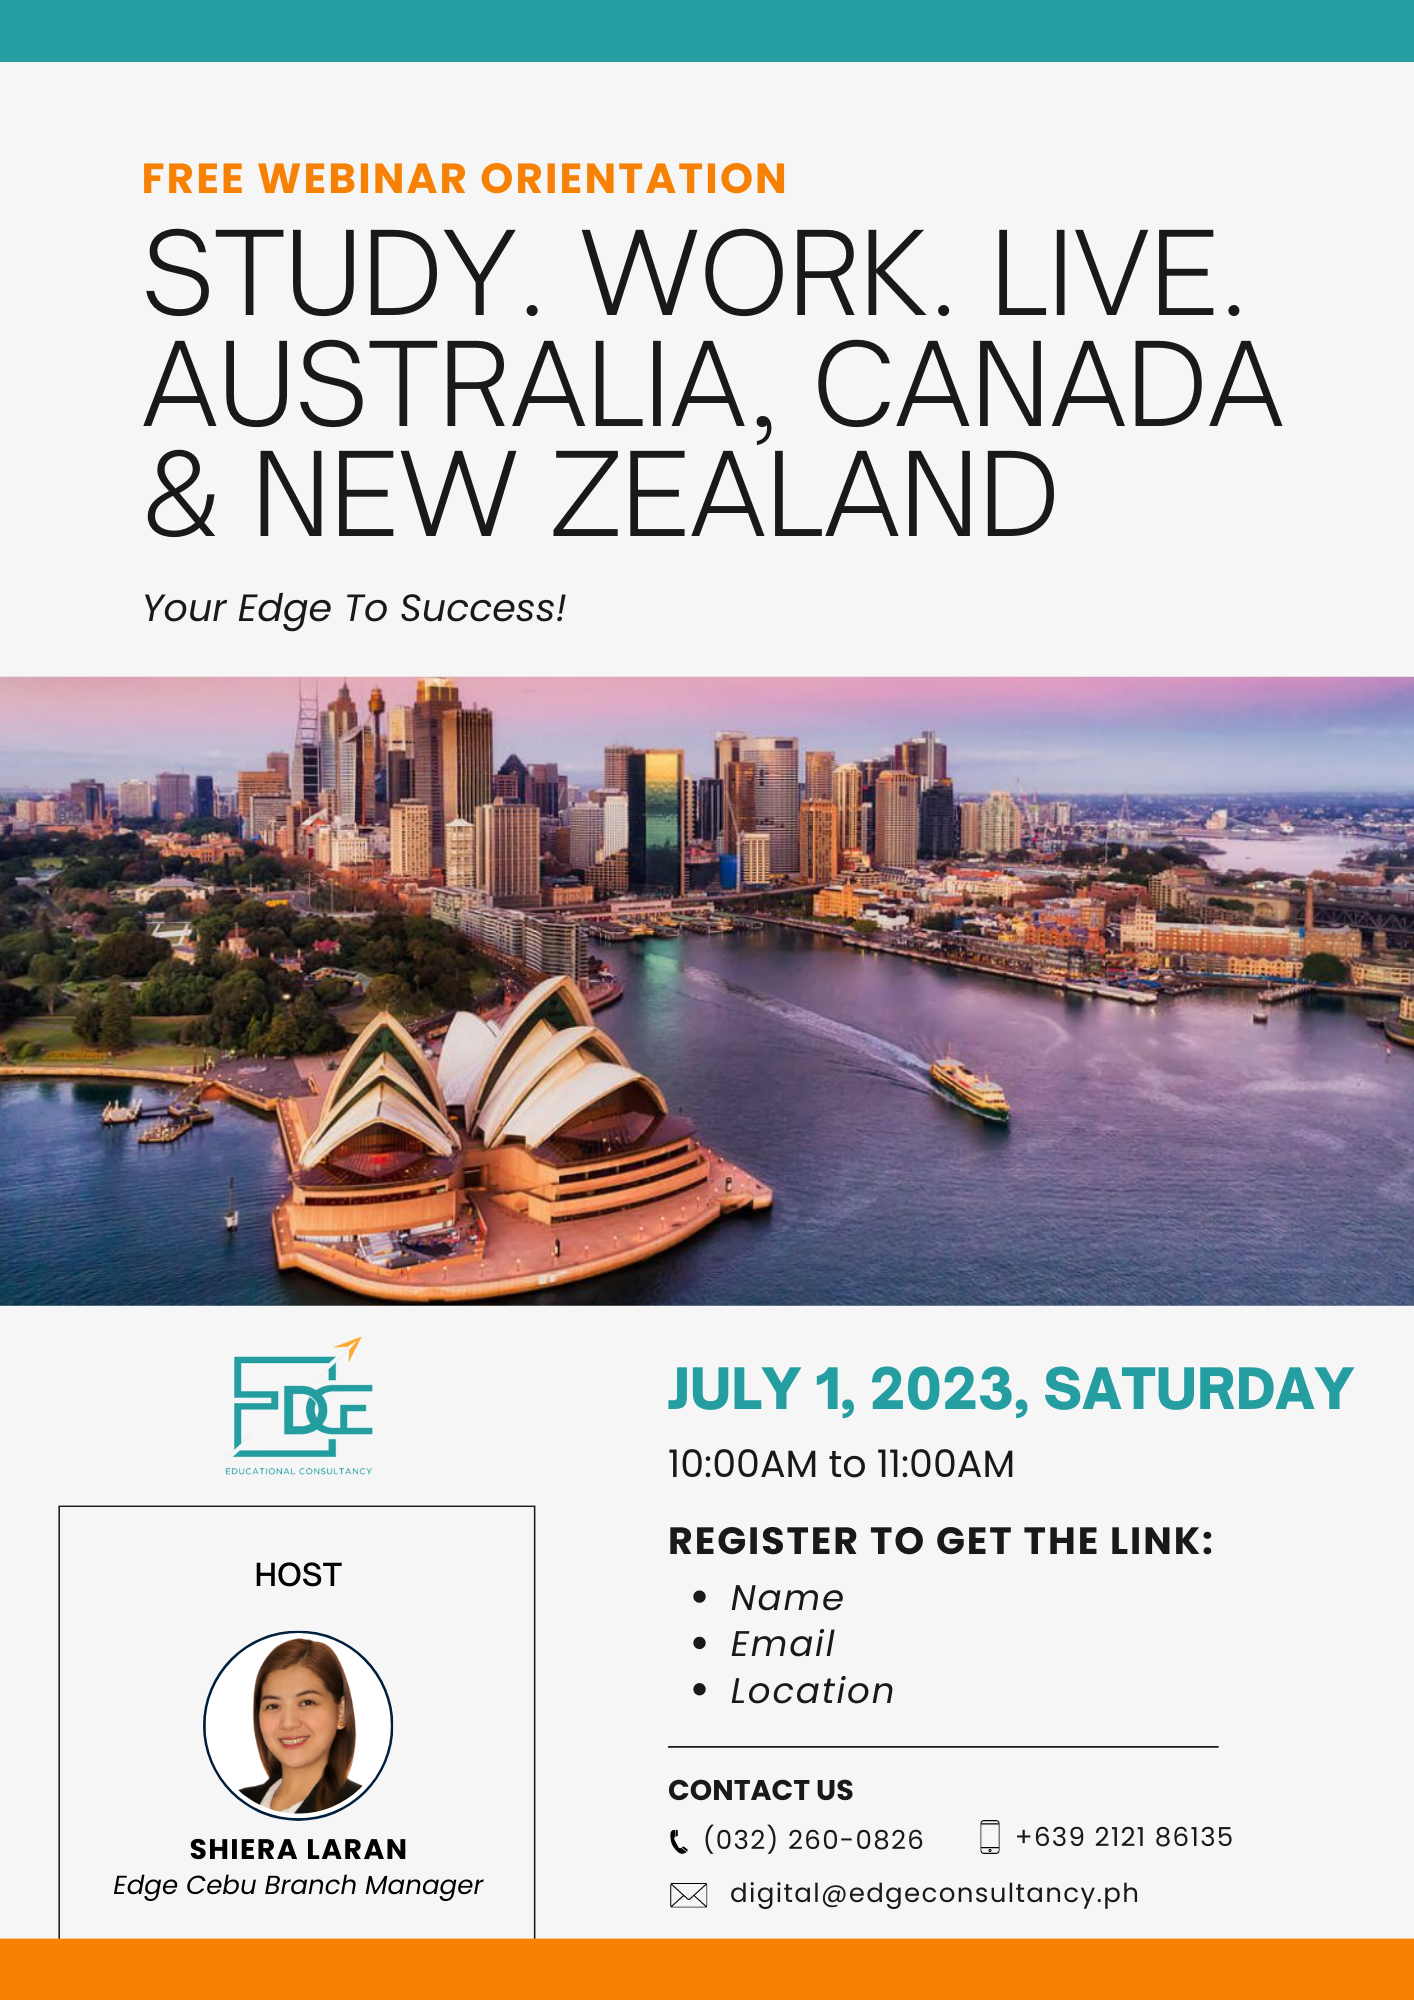 FREE WEBINAR ORIENTATION
STUDY. WORK. LIVE.
AUSTRALIA, CANADA
& NEW ZEALAND
Your Edge To Success!
EDGE
EDUCATIONAL CONSULTANCY
HOST
SHIERA LARAN
Edge Cebu Branch Manager
JULY 1, 2023, SATURDAY
10:00AM to 11:00AM
REGISTER TO GET THE LINK:
• Name
• Email
• Location
CONTACT US
(032) 260-0826 +639 2121 86135
digital@edgeconsultancy.ph